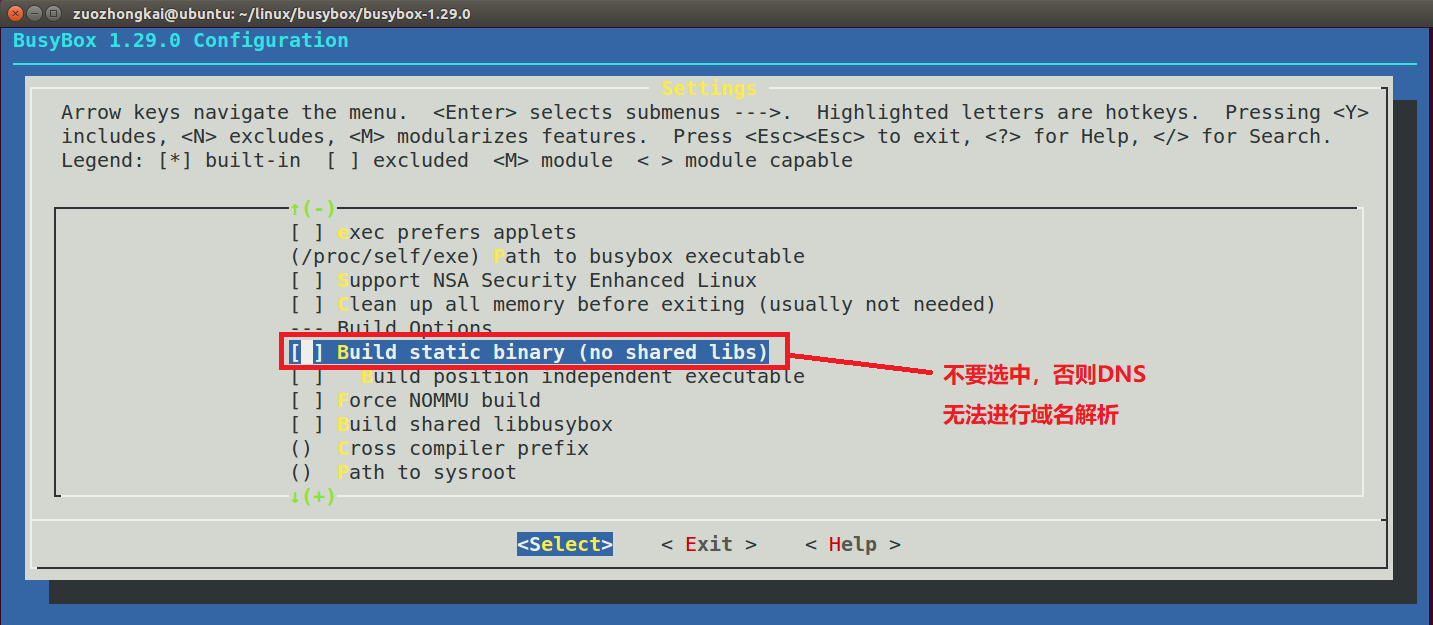 zuozhongkai@ubuntu: ~/linux/busybox/busybox-1.29.0
BusyBox 1.29.0 Configuration
Settings
Arrow keys navigate the menu.  <Enter> selects submenus --->.  Highlighted letters are hotkeys.  Pressing <Y>
includes, <N> excludes, <M> modularizes features.  Press <Esc><Esc> to exit, <?> for Help, </> for Search.
Legend: [*] built-in  [ ] excluded  <M> module  < > module capable
↑(-)
[ ] exec prefers applets
(/proc/self/exe) Path to busybox executable
[ ] Support NSA Security Enhanced Linux
[ ] Clean up all memory before exiting (usually not needed)
--- Build Options
[ ] Build static binary (no shared libs)
[ ]   Build position independent executable
[ ] Force NOMMU build
[ ] Build shared libbusybox
()  Cross compiler prefix
()  Path to sysroot
↓(+)
不要选中，否则DNS
无法进行域名解析
<Select>    < Exit >    < Help >